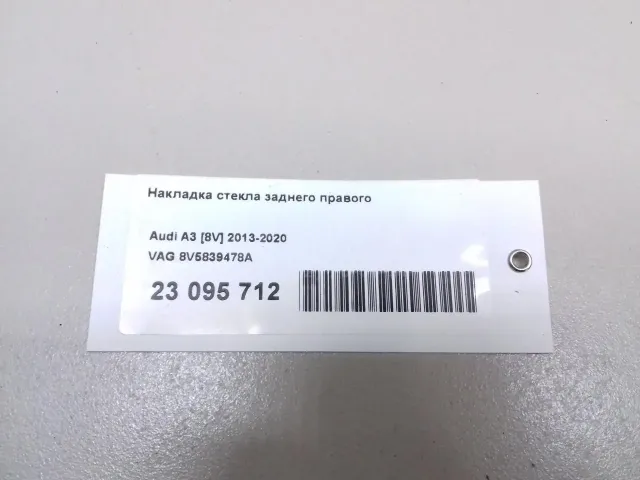 Накладка стекла заднего правого
Audi A3 [8V] 2013-2020
VAG 8V5839478A
23 095 712